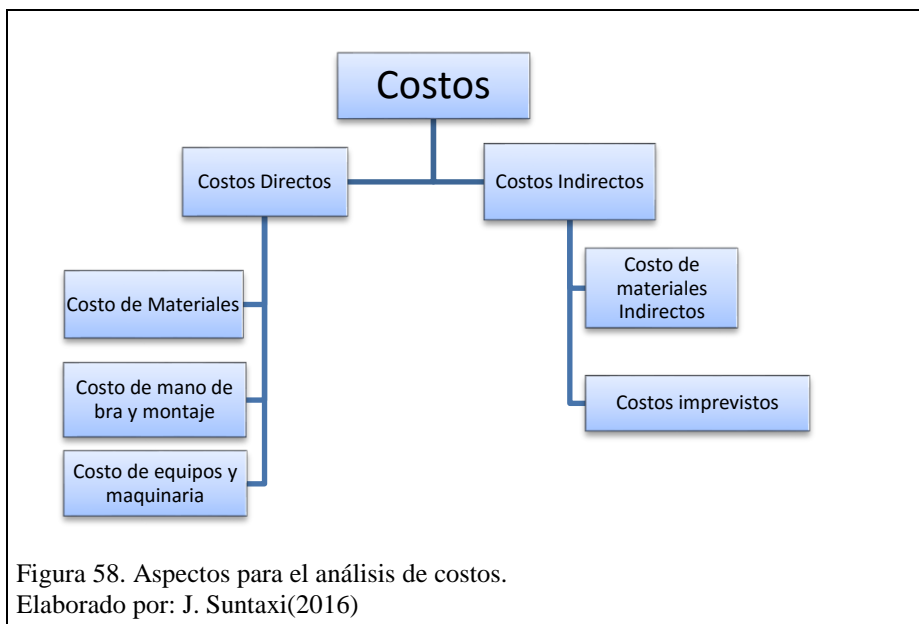 Costos
Costos Directos
Costos Indirectos
Costo de Materiales
Costo de mano de
bra y montaje
Costo de equipos y
maquinaria
Costo de
materiales
Indirectos
Costos imprevistos
Figura 58. Aspectos para el análisis de costos.
Elaborado por: J. Suntaxi(2016)